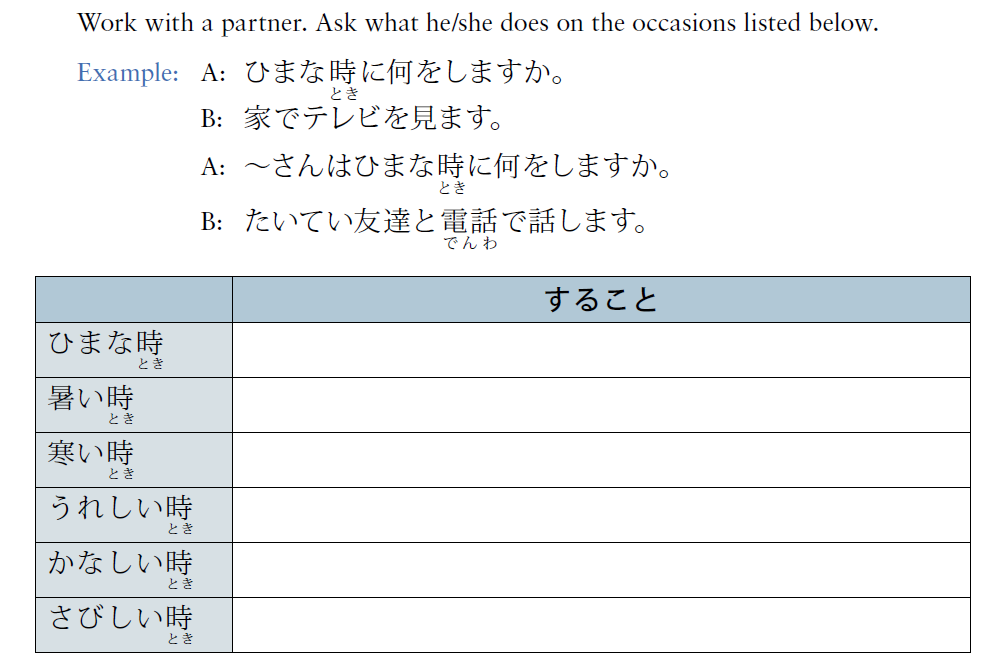 Work with a partner. Ask what he/she does on the occasions listed below.
Example: A: ひまな時に何をしますか。
とき
B: 家でテレビを見ます。
A: 〜さんはひまな時に何をしますか。
とき
B: たいてい友達と電話で話します。
でんわ
すること
ひまな時
とき
暑い時
とき
寒い時
とき
うれしい時
とき
かなしい時
とき
さびしい時
とき